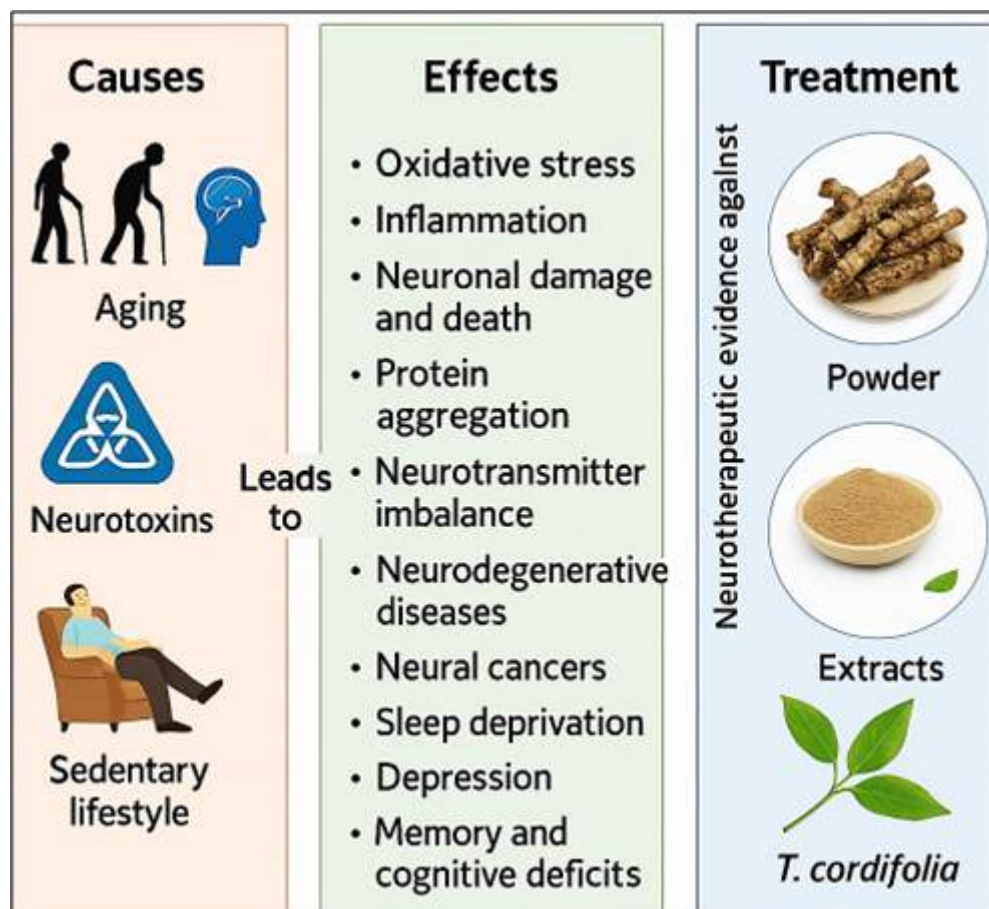 Causes
Aging
Neurotoxins
Sedentary
lifestyle
Leads
to
Effects
• Oxidative stress
• Inflammation
• Neuronal damage
and death
• Protein
aggregation
• Neurotransmitter
imbalance
• Neurodegenerative
diseases
• Neural cancers
• Sleep deprivation
• Depression
• Memory and
cognitive deficits
Neurotherapeutic evidence against
Treatment
Powder
Extracts
T. cordifolia